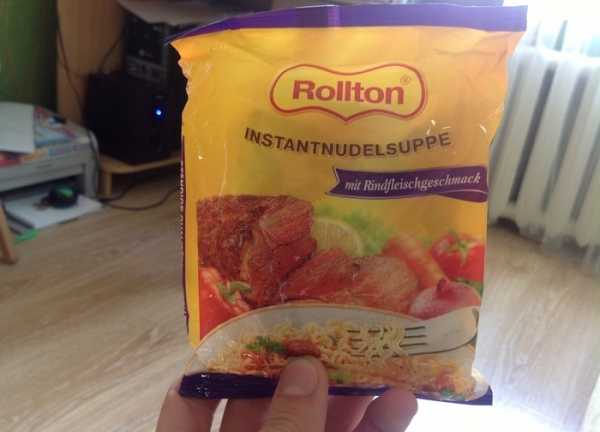 Rollton®
INSTANTNUDELSUPPE
mit Rindfleischgeschmack